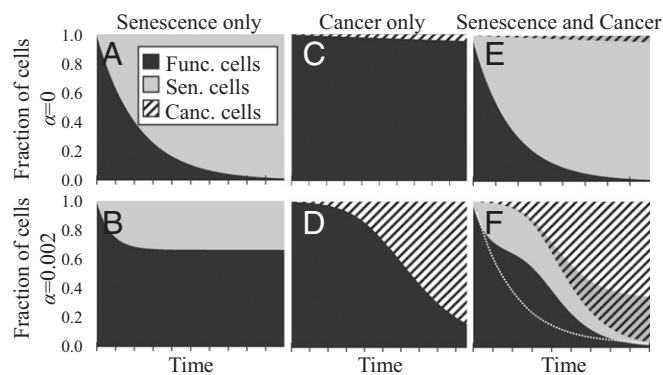 Senescence only
Cancer only
Senescence and Cancer
Fraction of cells
α=0
1.0
0.8
0.6
0.4
0.2
0.0
A
Func. cells
Sen. cells
Canc. cells
C
E
Fraction of cells
α=0.002
1.0
0.8
0.6
0.4
0.2
0.0
B
D
F
Time
Time
Time